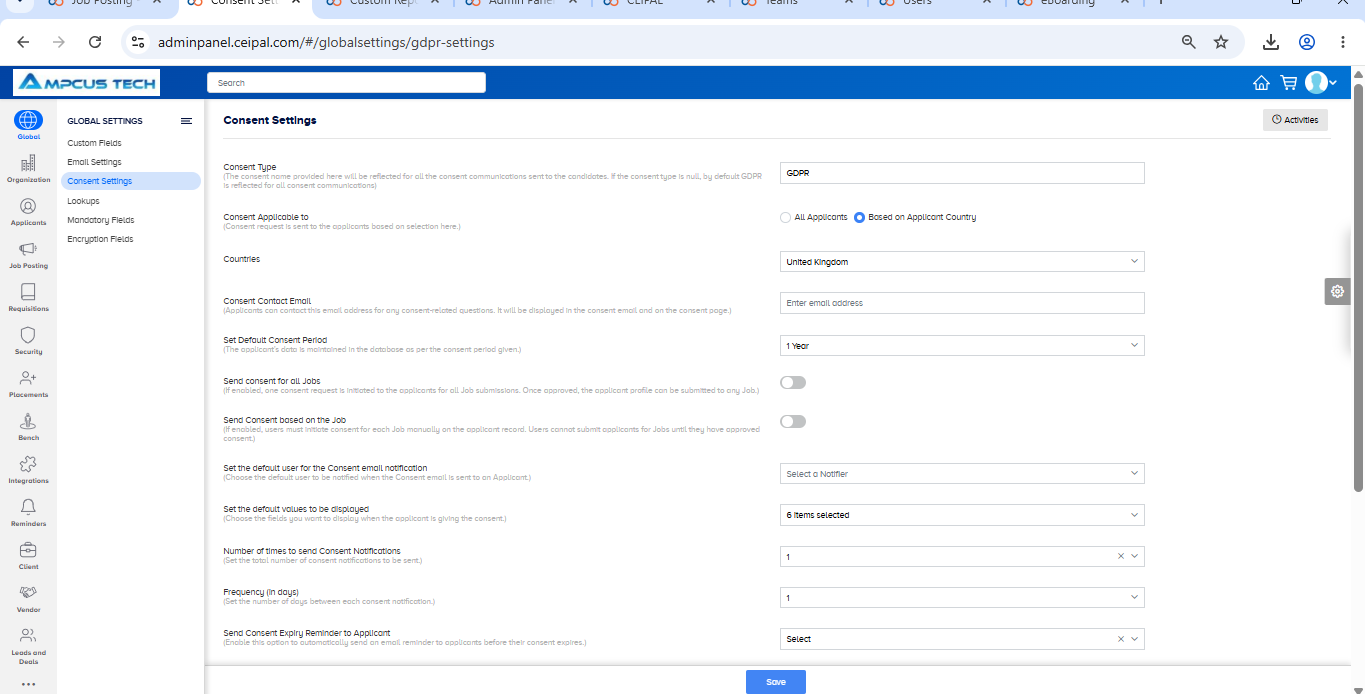 Job Posting -
Consent Sett
Custom Rep
Admin Pane
CEIPAL
Teams
Users
eBoarding
adminpanel.ceipal.com/#/globalsettings/gdpr-settings
AMPCUS TECH
Search
Global
Organization
Applicants
Job Posting
Requisitions
Security
Placements
Bench
Integrations
Reminders
Client
Vendor
Leads and
Deals
GLOBAL SETTINGS
Custom Fields
Email Settings
Consent Settings
Lookups
Mandatory Fields
Encryption Fields
Consent Settings
Activities
Consent Type
(The consent name provided here will be reflected for all the consent communications sent to the candidates. If the consent type is null, by default GDPR
is reflected for all consent communications)
GDPR
Consent Applicable to
(Consent request is sent to the applicants based on selection here.)
All Applicants
Based on Applicant Country
Countries
United Kingdom
Consent Contact Email
(Applicants can contact this email address for any consent-related questions. It will be displayed in the consent email and on the consent page.)
Enter email address
Set Default Consent Period
(The applicant's data is maintained in the database as per the consent period given.)
1 Year
Send consent for all Jobs
(If enabled, one consent request is initiated to the applicants for all Job submissions. Once approved, the applicant profile can be submitted to any Job.)
Send Consent based on the Job
(If enabled, users must initiate consent for each Job manually on the applicant record. Users cannot submit applicants for Jobs until they have approved
consent.)
Set the default user for the Consent email notification
(Choose the default user to be notified when the Consent email is sent to an Applicant.)
Select a Notifier
Set the default values to be displayed
(Choose the fields you want to display when the applicant is giving the consent.)
6 items selected
Number of times to send Consent Notifications
(Set the total number of consent notifications to be sent.)
1
Frequency (in days)
(Set the number of days between each consent notification.)
1
Send Consent Expiry Reminder to Applicant
(Enable this option to automatically send an email reminder to applicants before their consent expires.)
Select
Save